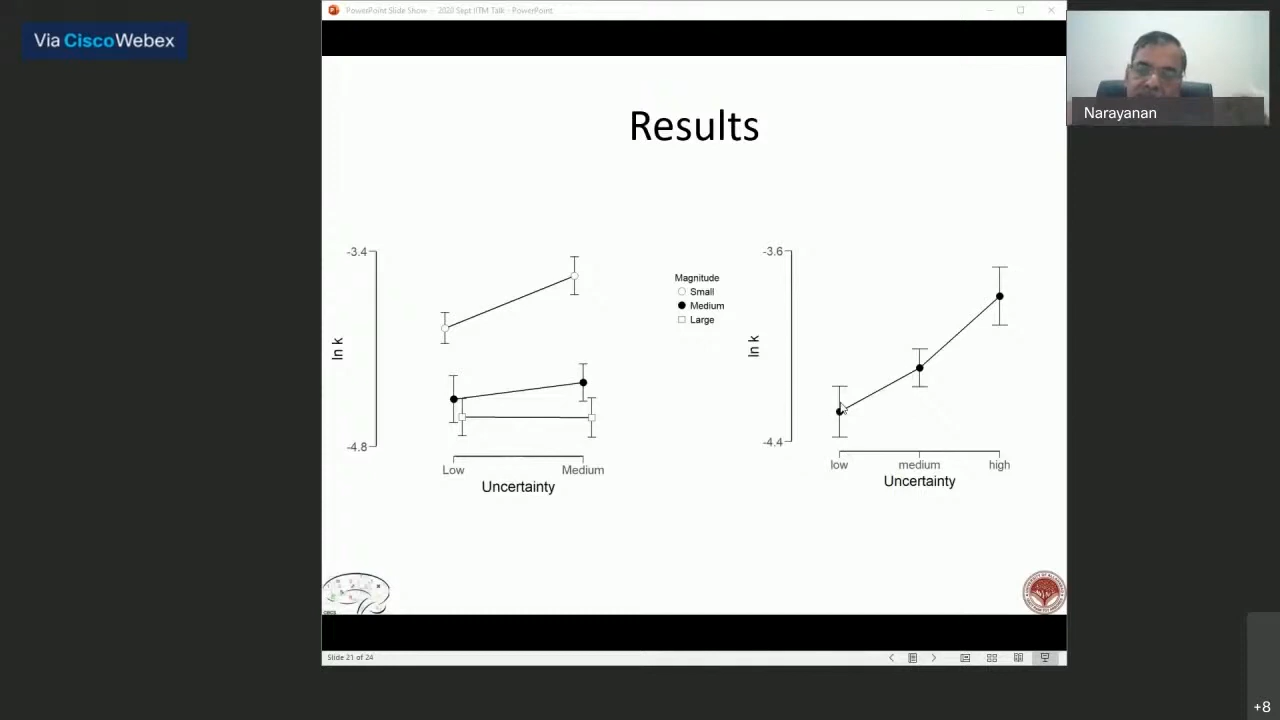 PowerPoint Slide Show - 2020 Sept IITM Talk - PowerPoint
Via CiscoWebex
Narayanan
Results
-3.4
-4.8
ln k
Low
Medium
Uncertainty
Magnitude
Small
Medium
Large
-3.6
-4.4
ln k
low
medium
high
Uncertainty
CBCS
Slide 21 of 24
+8